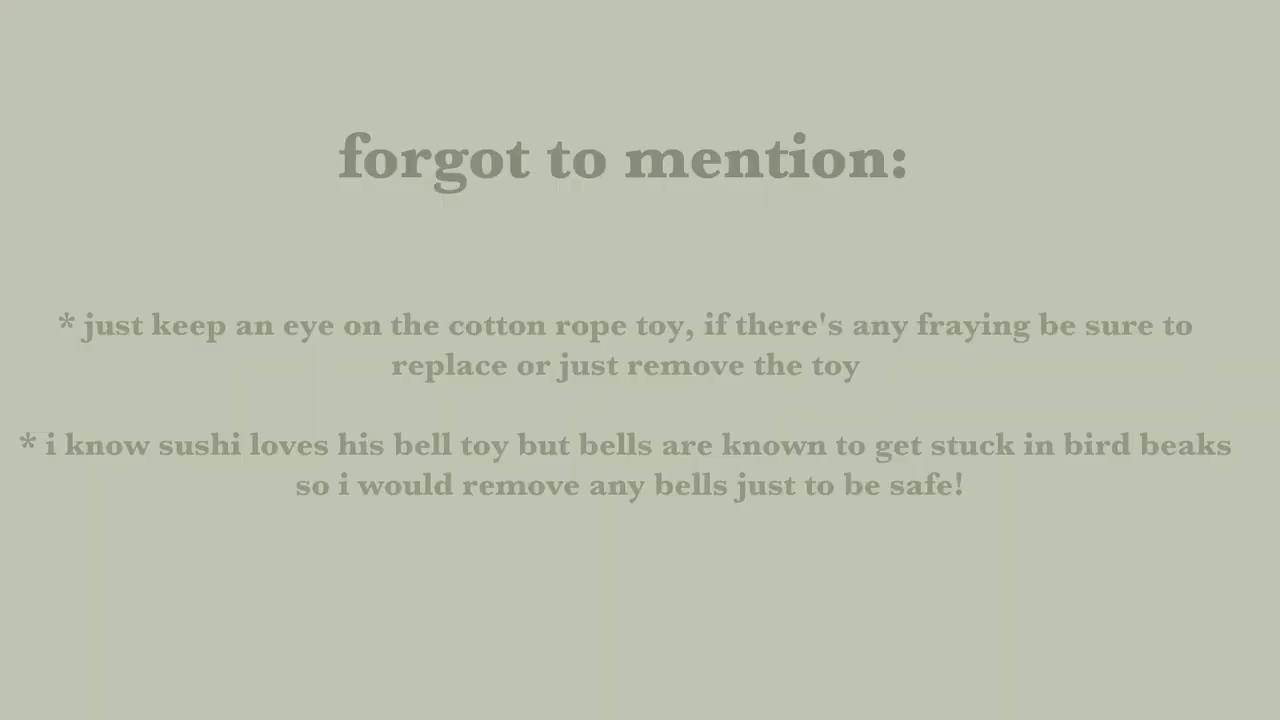 forgot to mention:
* just keep an eye on the cotton rope toy, if there's any fraying be sure to
replace or just remove the toy
* i know sushi loves his bell toy but bells are known to get stuck in bird beaks
so i would remove any bells just to be safe!